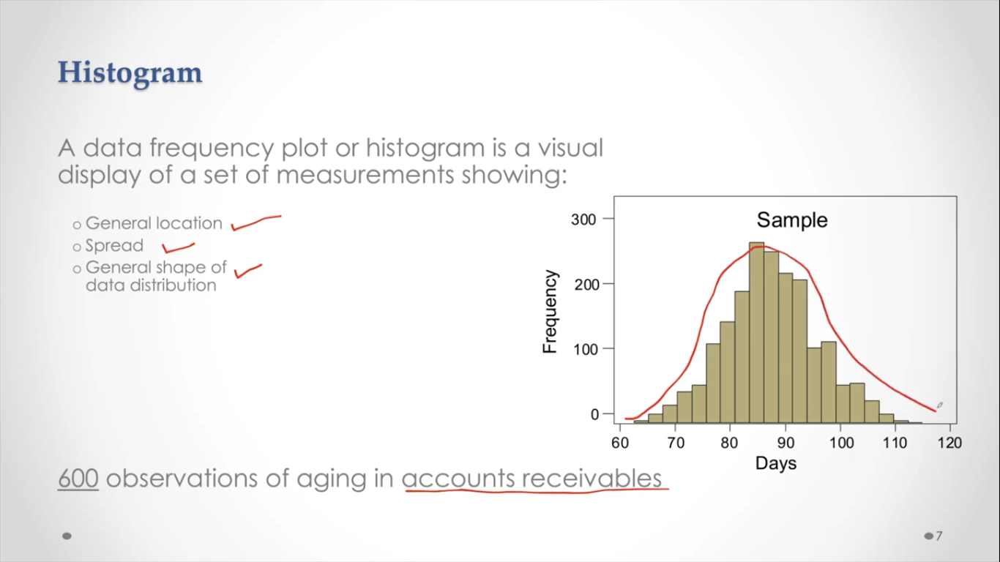 Histogram
A data frequency plot or histogram is a visual
display of a set of measurements showing:
General location
Spread
General shape of
data distribution
Sample
300
200
100
0
Frequency
60 70 80 90 100 110 120
Days
600 observations of aging in accounts receivables
7